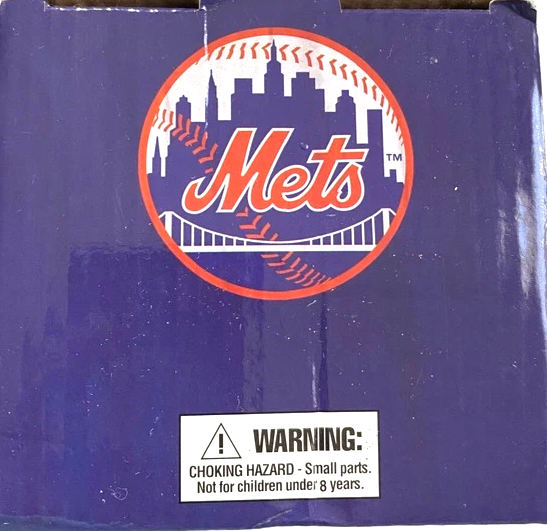 Mets
TM
WARNING:
CHOKING HAZARD - Small parts.
Not for children under 8 years.